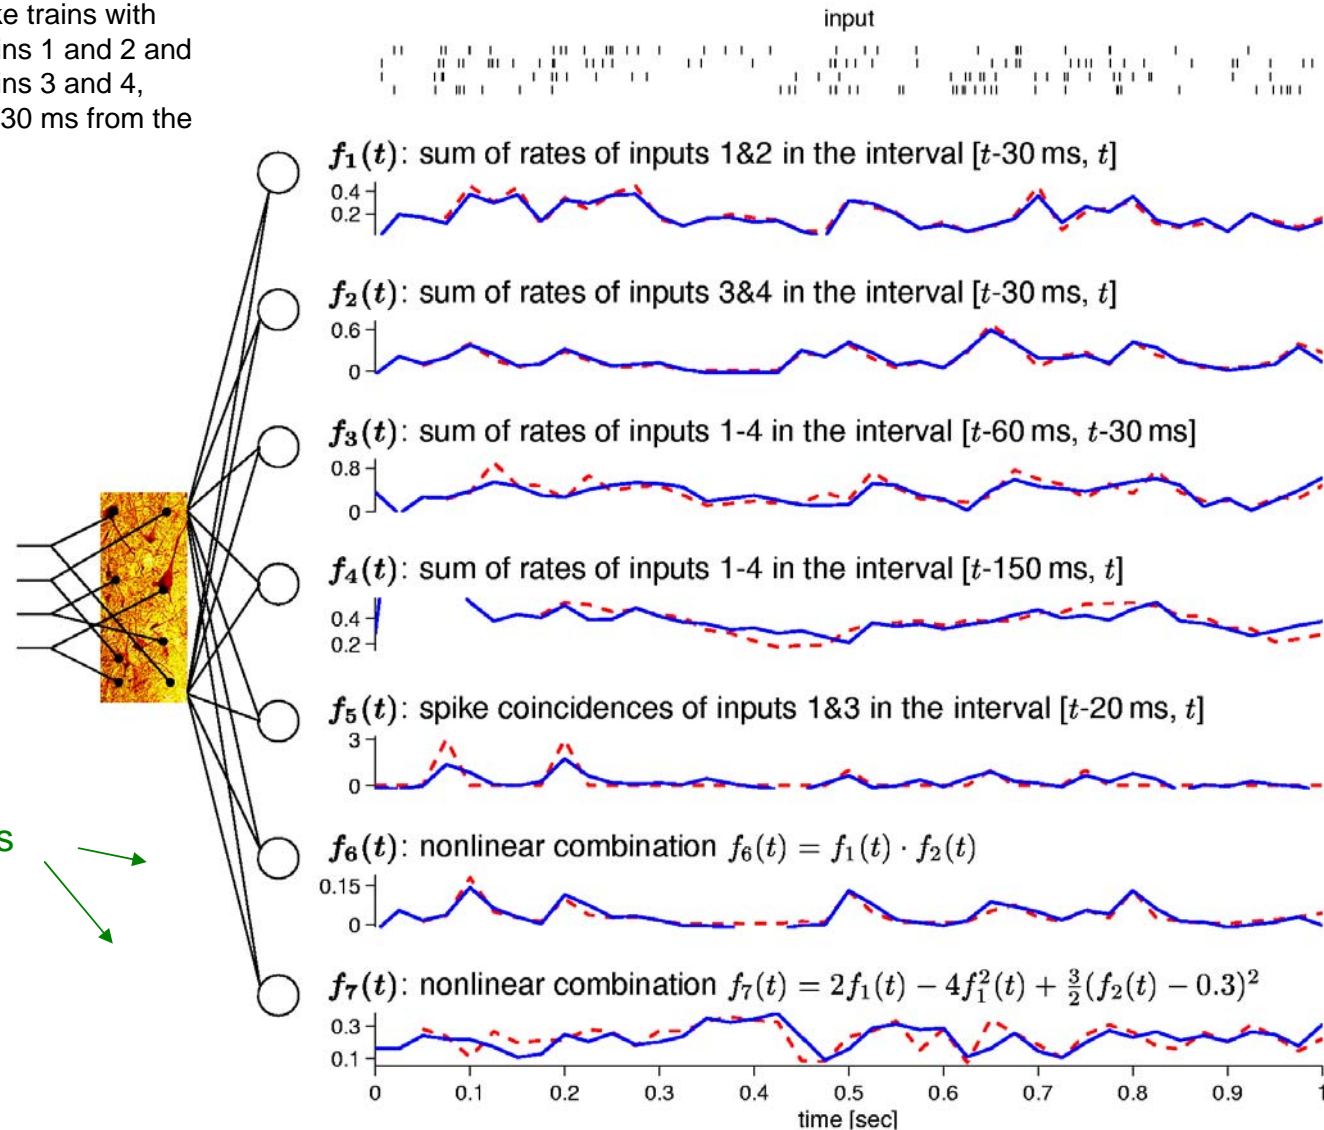 ke trains with
ins 1 and 2 and
ins 3 and 4,
30 ms from the
input
f₁(t): sum of rates of inputs 1&2 in the interval [t-30 ms, t]
0.4
0.2
f₂(t): sum of rates of inputs 3&4 in the interval [t-30 ms, t]
0.6
0
f₃(t): sum of rates of inputs 1-4 in the interval [t-60 ms, t-30 ms]
0.8
0
f₄(t): sum of rates of inputs 1-4 in the interval [t-150 ms, t]
0.4
0.2
f₅(t): spike coincidences of inputs 1&3 in the interval [t-20 ms, t]
3
0
s
f₆(t): nonlinear combination f₆(t) = f₁(t) · f₂(t)
0.15
0
f₇(t): nonlinear combination f₇(t) = 2f₁(t) − 4f₁²(t) + 3/2(f₂(t) − 0.3)²
0.3
0.1
0 0.1 0.2 0.3 0.4 0.5 0.6 0.7 0.8 0.9 1
time [sec]